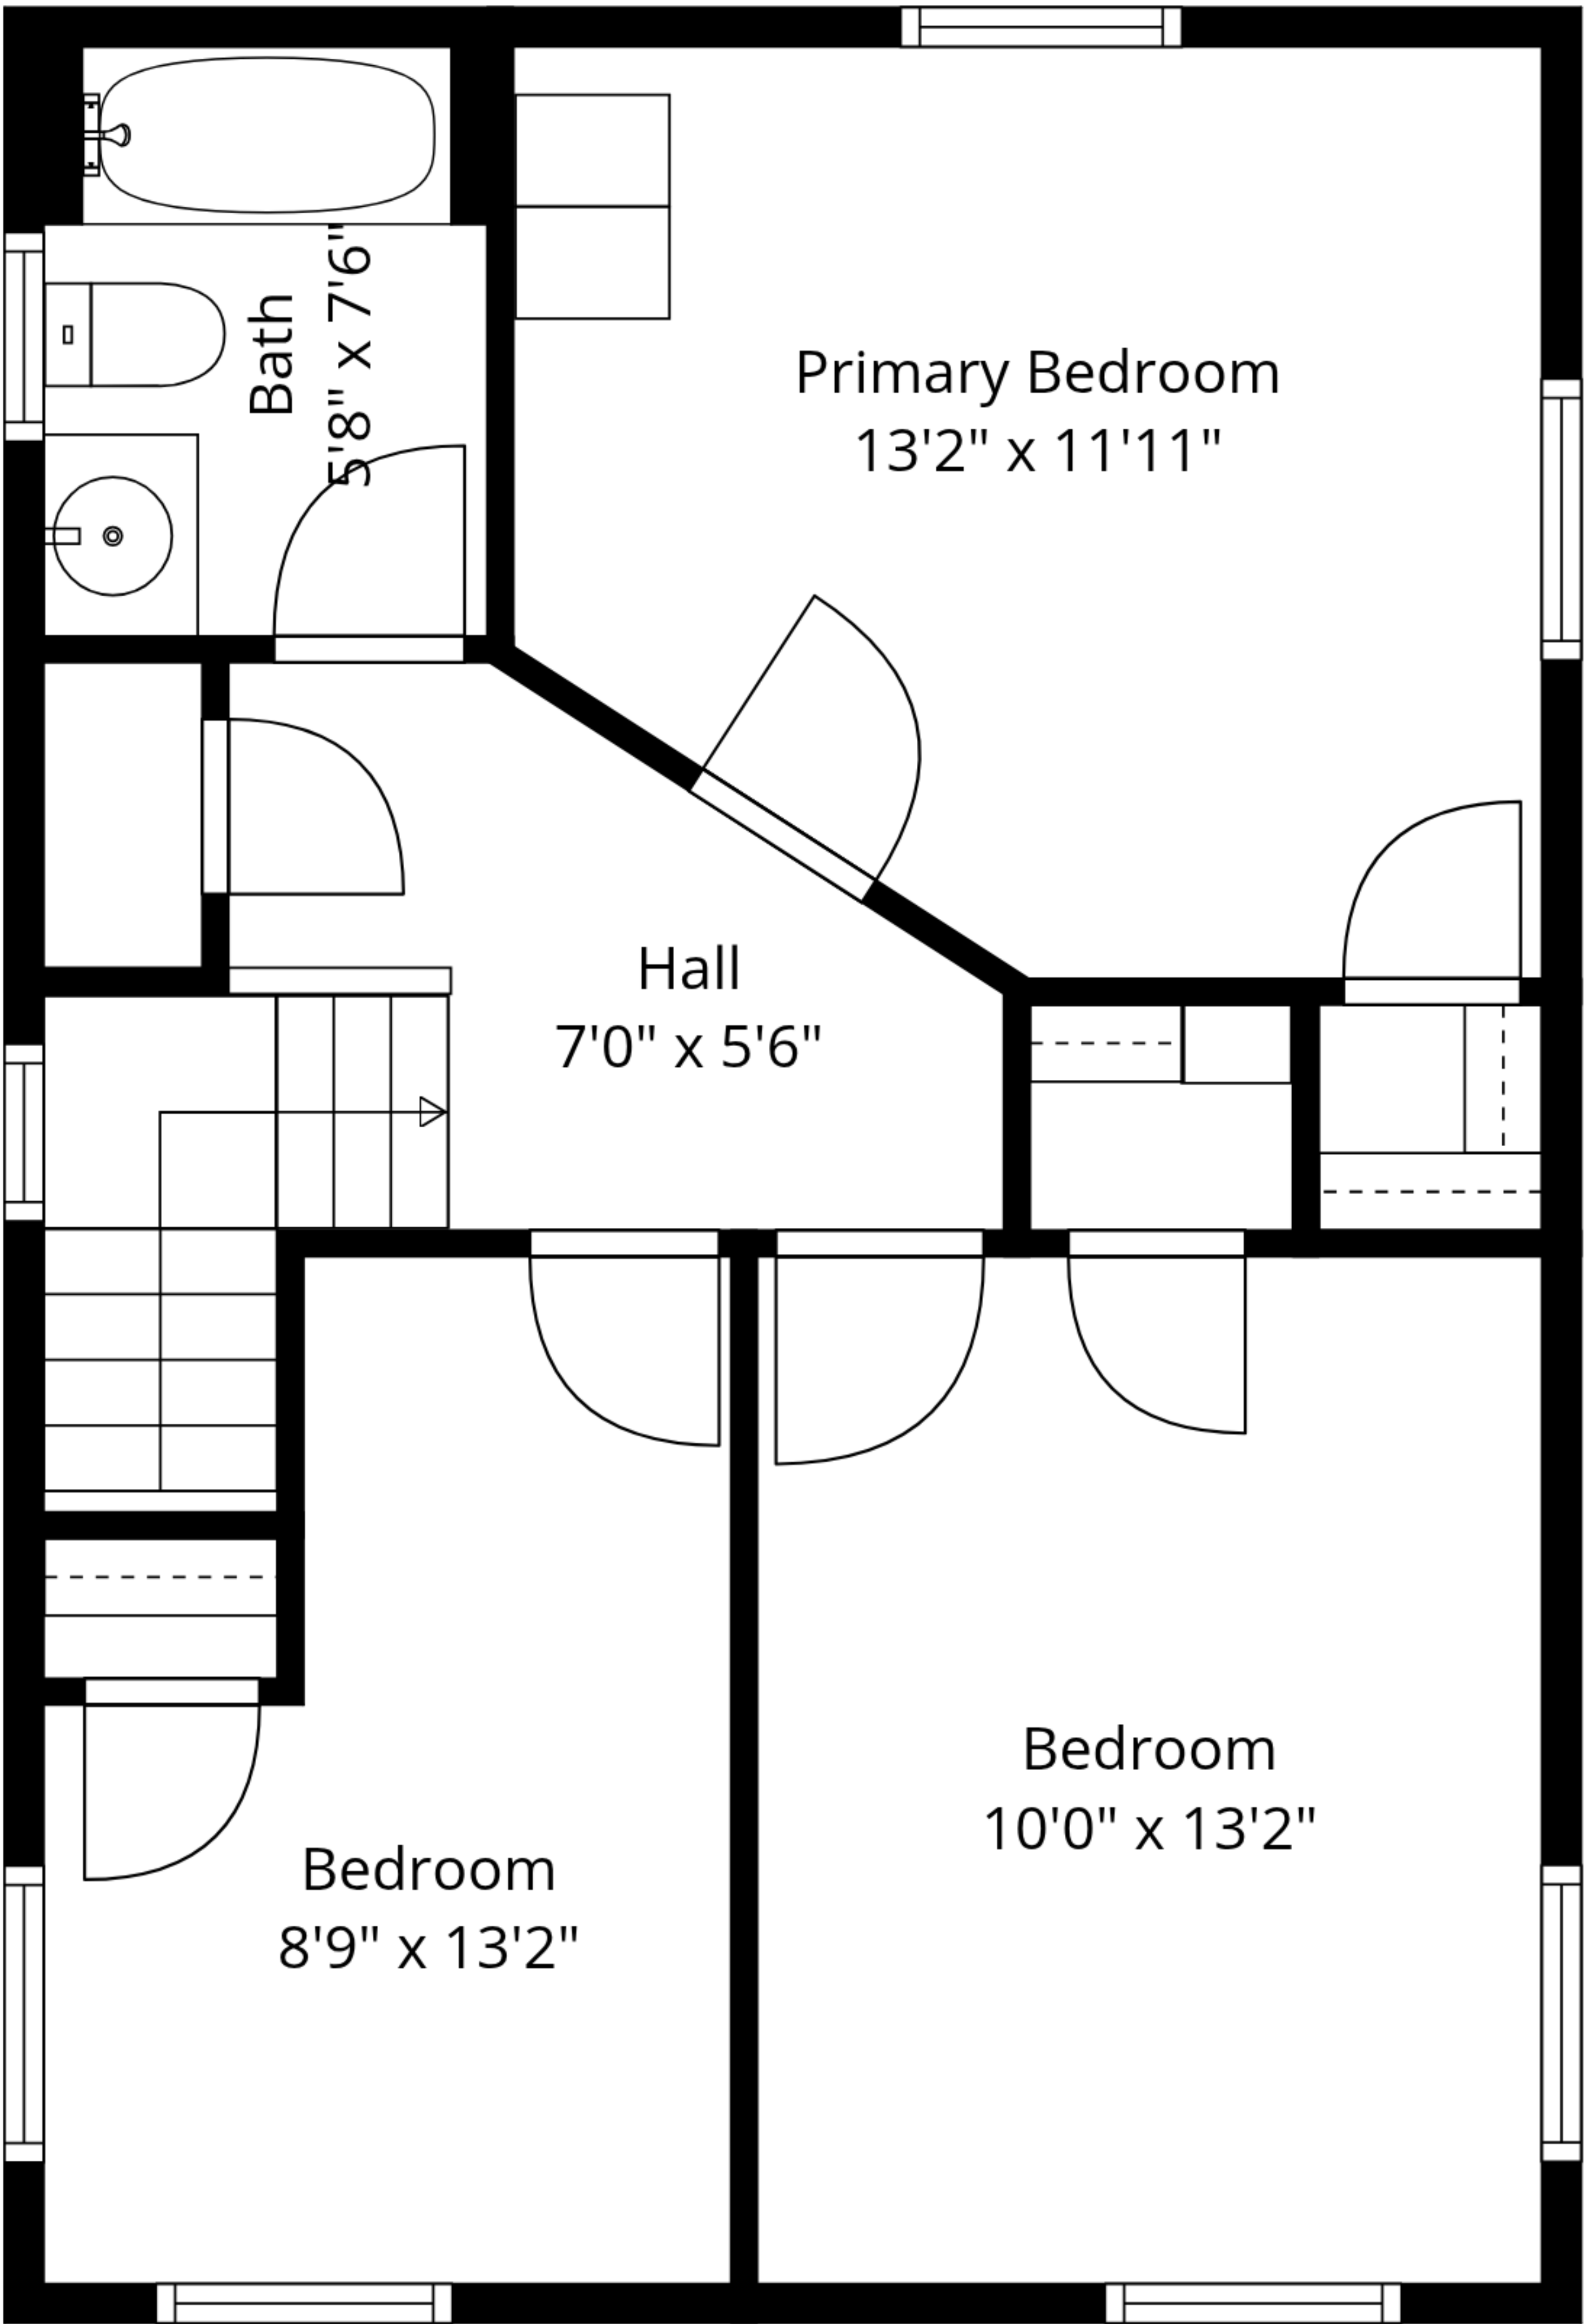 Bath
5'8" x 7'6"
Primary Bedroom
13'2" x 11'11"
Hall
7'0" x 5'6"
Bedroom
10'0" x 13'2"
Bedroom
8'9" x 13'2"